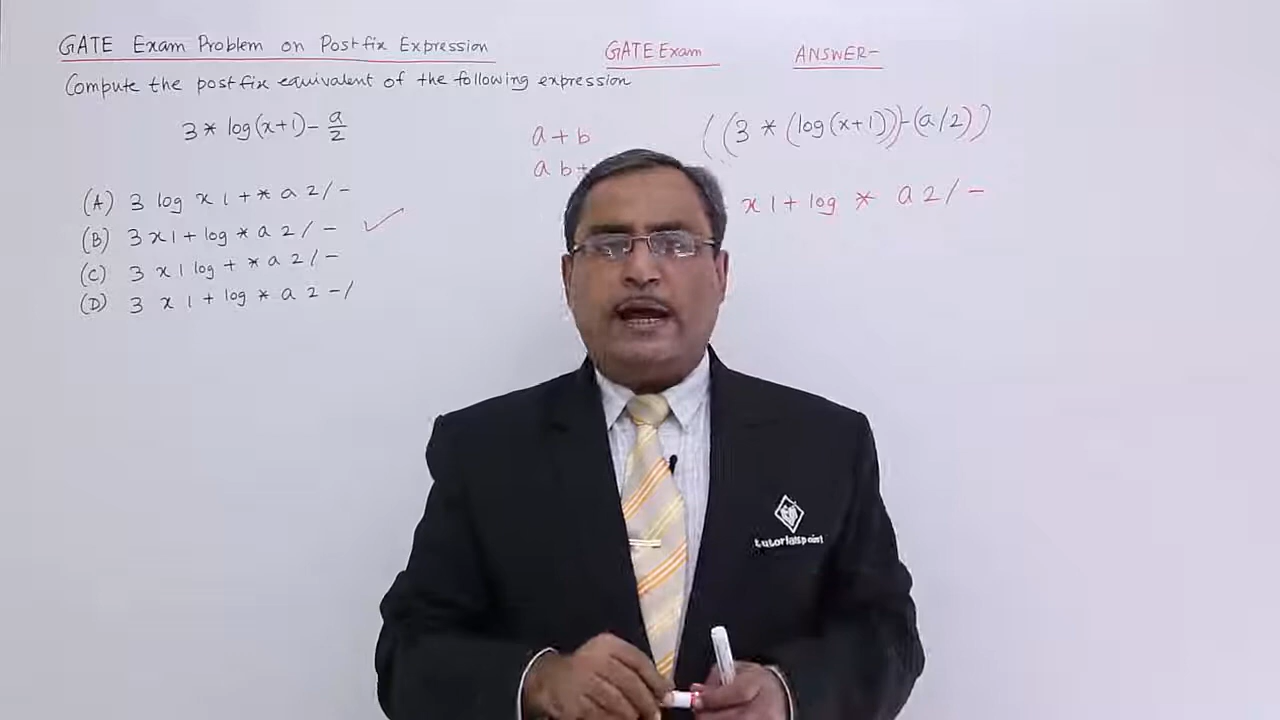 GATE Exam Problem on Postfix Expression
Compute the postfix equivalent of the following expression
3 * log(x+1) - a/2
(A) 3 log x 1 + * a 2 / -
(B) 3 x 1 + log * a 2 / - ✓
(C) 3 x 1 log + * a 2 / -
(D) 3 x 1 + log * a 2 - /
GATE Exam
a + b
a b +
ANSWER-
((3 * (log(x+1))) - (a/2))
x 1 + log * a 2 / -
tutorialspoint